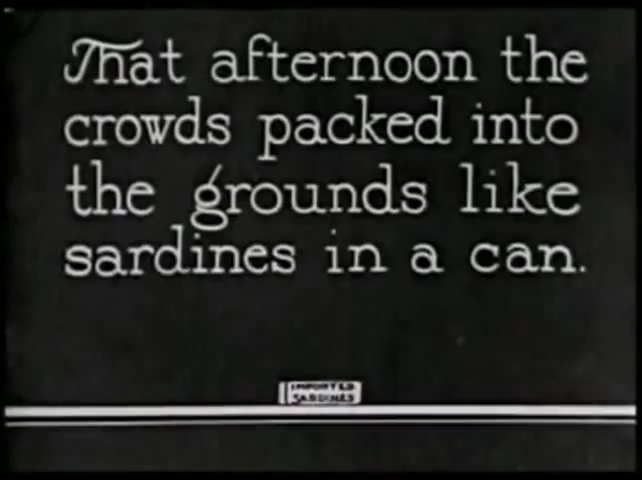 That afternoon the
crowds packed into
the grounds like
sardines in a can.
IMPORTED
SARDINES